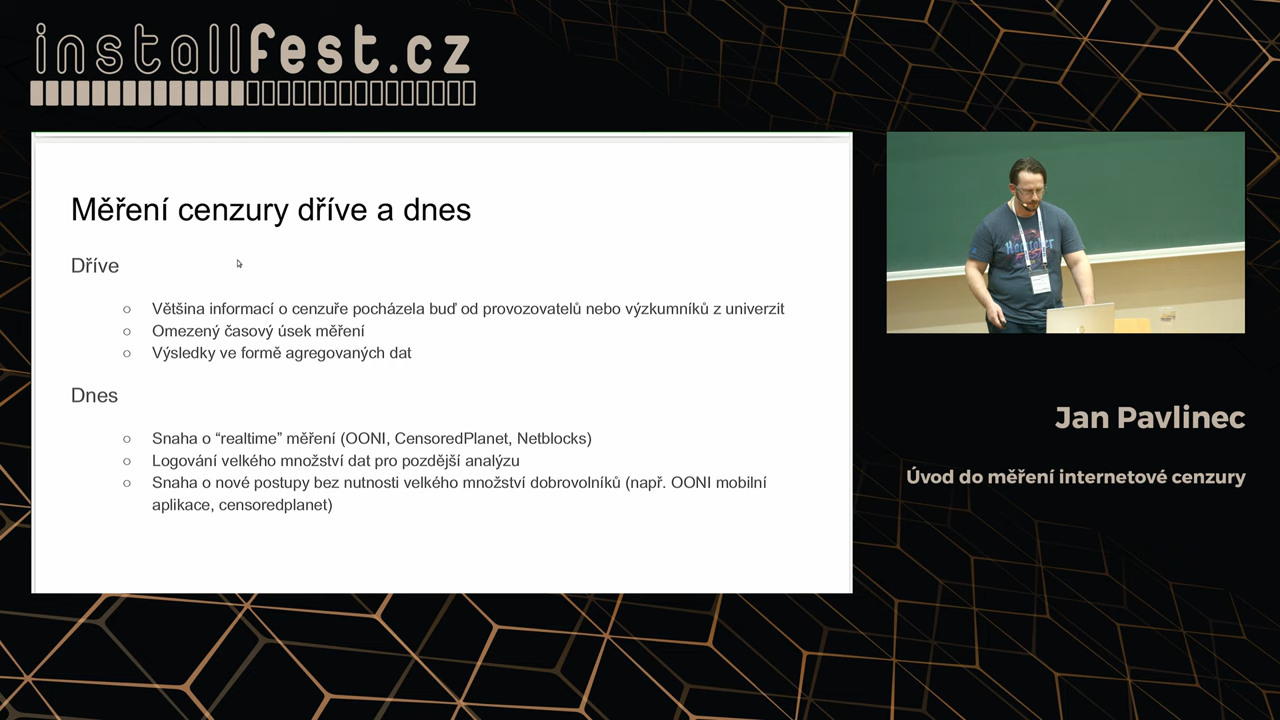 installfest.cz
Měření cenzury dříve a dnes
Dříve
○ Většina informací o cenzuře pocházela buď od provozovatelů nebo výzkumníků z univerzit
○ Omezený časový úsek měření
○ Výsledky ve formě agregovaných dat
Dnes
○ Snaha o “realtime” měření (OONI, CensoredPlanet, Netblocks)
○ Logování velkého množství dat pro pozdější analýzu
○ Snaha o nové postupy bez nutnosti velkého množství dobrovolníků (např. OONI mobilní
aplikace, censoredplanet)
Jan Pavlinec
Úvod do měření internetové cenzury